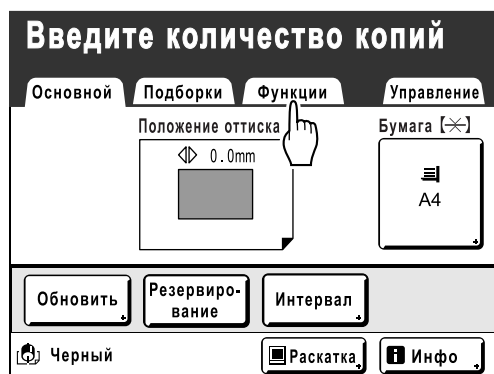 Введите количество копий
Основной Подборки Функции Управление
Положение оттиска Бумага
0.0mm
A4
Обновить Резервиро-
вание Интервал
Черный Раскатка Инфо